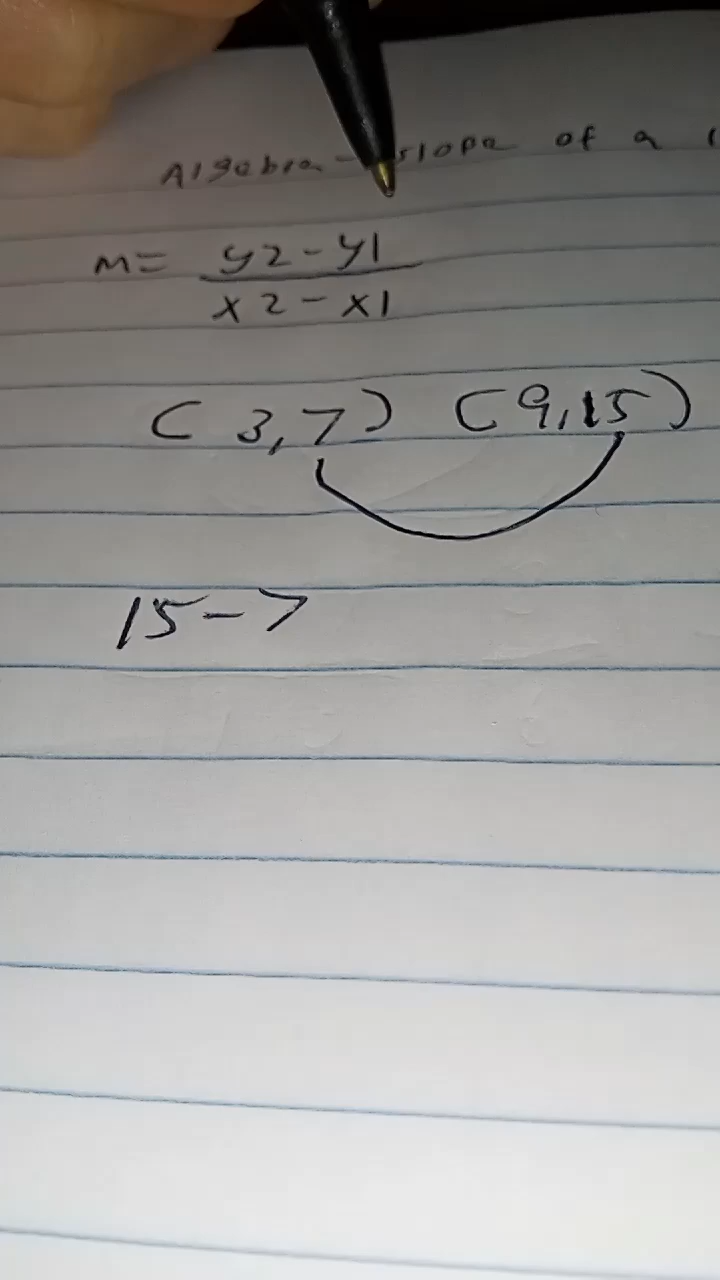 Algebra - slope of a
m= y2-y1
x2-x1
(3,7) (9,15)
15-7